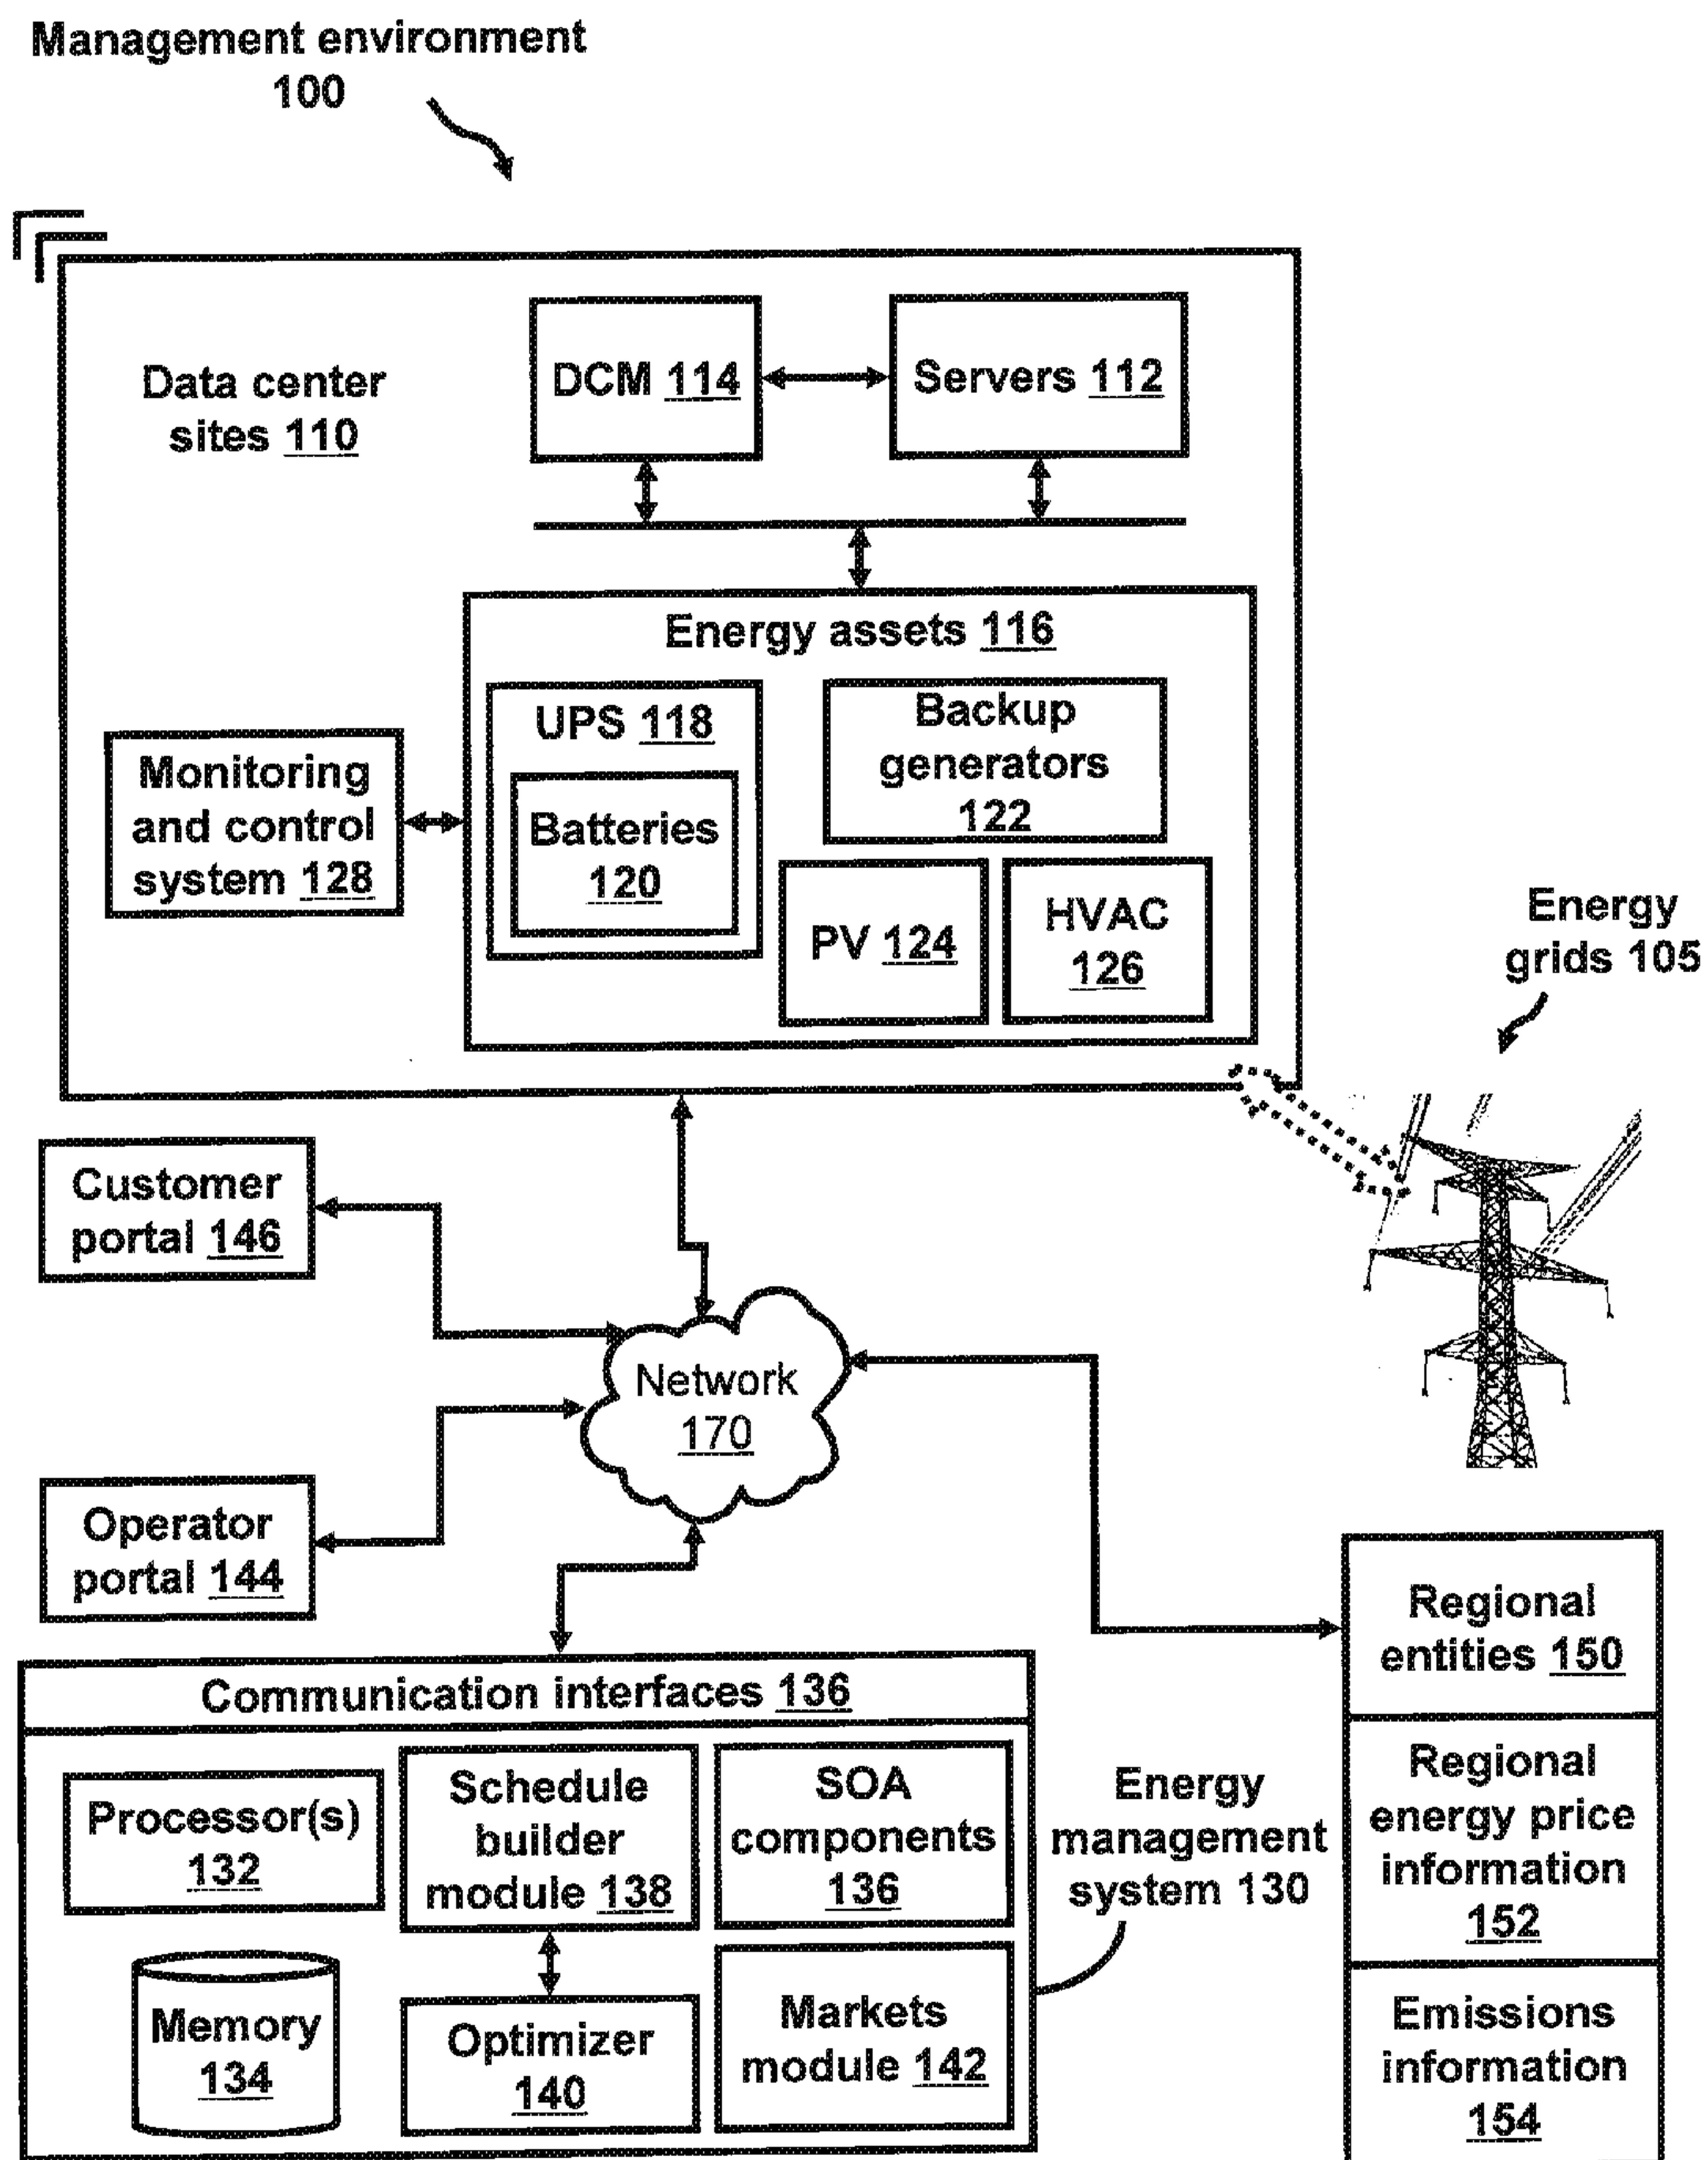 Management environment
100
Data center
sites 110
DCM 114
Servers 112
Energy assets 116
UPS 118
Batteries
120
Backup
generators
122
PV 124
HVAC
126
Monitoring
and control
system 128
Energy
grids 105
Customer
portal 146
Network
170
Operator
portal 144
Communication interfaces 136
Processor(s)
132
Schedule
builder
module 138
SOA
components
136
Energy
management
system 130
Memory
134
Optimizer
140
Markets
module 142
Regional
entities 150
Regional
energy price
information
152
Emissions
information
154